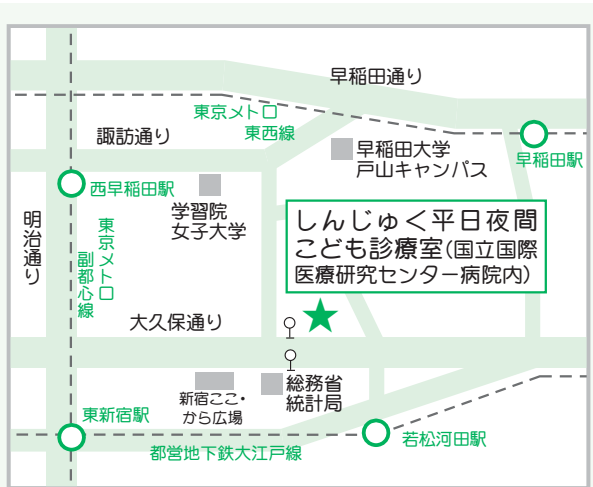 早稲田通り
東京メトロ
東西線
諏訪通り
早稲田大学
戸山キャンパス
早稲田駅
西早稲田駅
学習院
女子大学
明治通り
東京メトロ
副都心線
しんじゅく平日夜間
こども診療室(国立国際
医療研究センター病院内)
大久保通り
新宿ここ・
から広場
総務省
統計局
東新宿駅
若松河田駅
都営地下鉄大江戸線